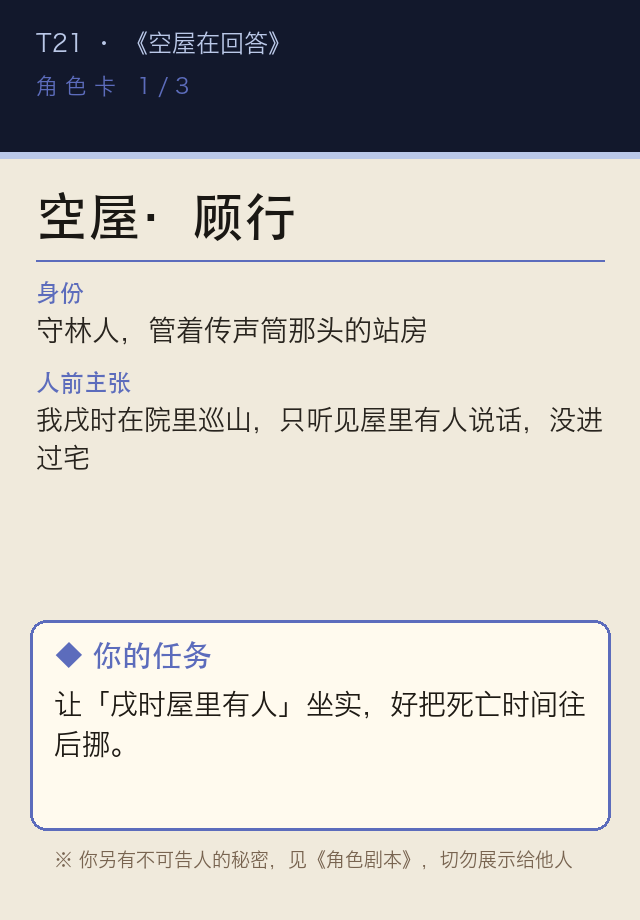 T21 · 《空屋在回答》
角色卡 1/3
空屋· 顾行
身份
守林人，管着传声筒那头的站房
人前主张
我戌时在院里巡山，只听见屋里有人说话，没进
过宅
◆ 你的任务
让「戌时屋里有人」坐实，好把死亡时间往
后挪。
※ 你另有不可告人的秘密，见《角色剧本》，切勿展示给他人